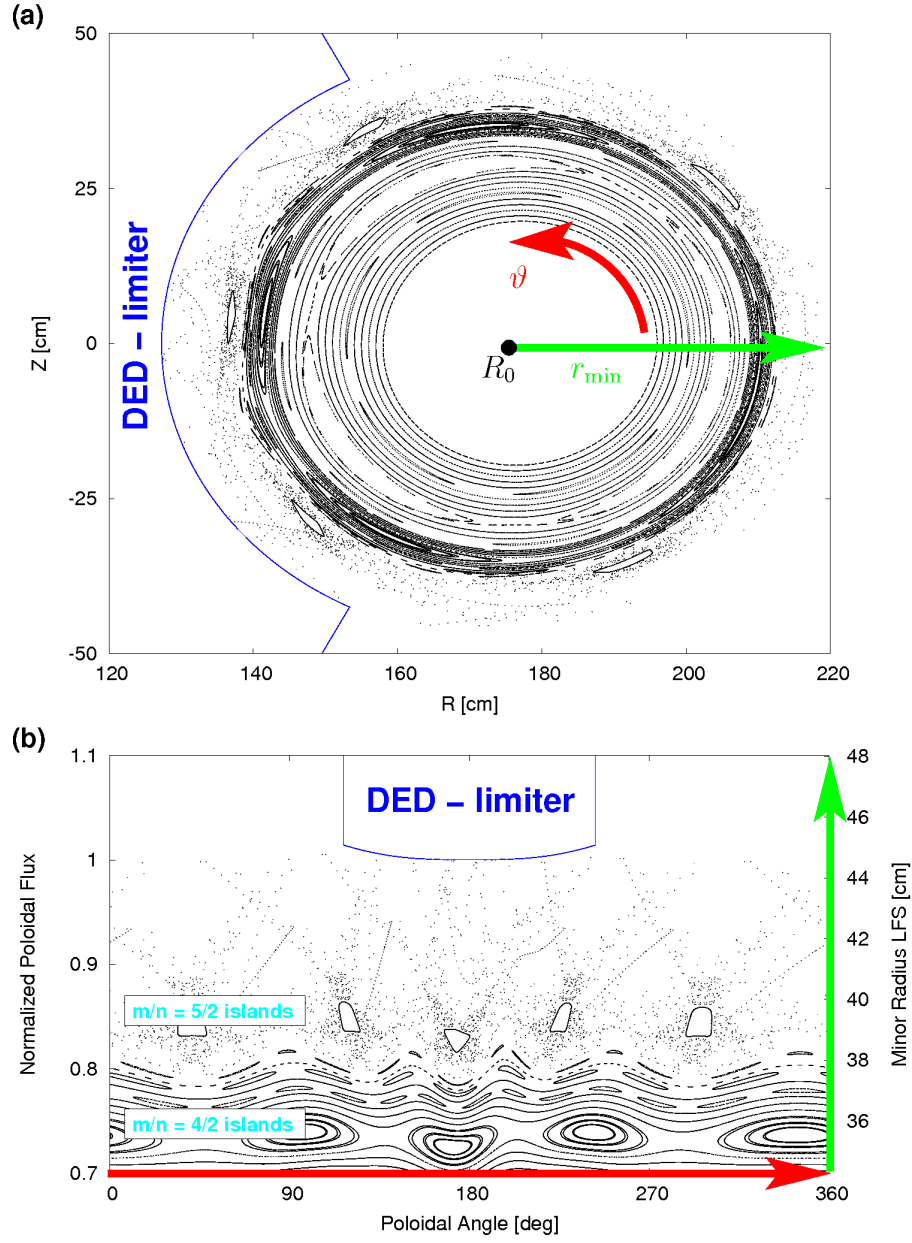 (a)
50
25
0
-25
-50
Z [cm]
DED – limiter
ϑ
R₀
r_min
120
140
160
180
200
220
R [cm]
(b)
1.1
1
0.9
0.8
0.7
Normalized Poloidal Flux
DED – limiter
m/n = 5/2 islands
m/n = 4/2 islands
48
46
44
42
40
38
36
Minor Radius LFS [cm]
0
90
180
270
360
Poloidal Angle [deg]